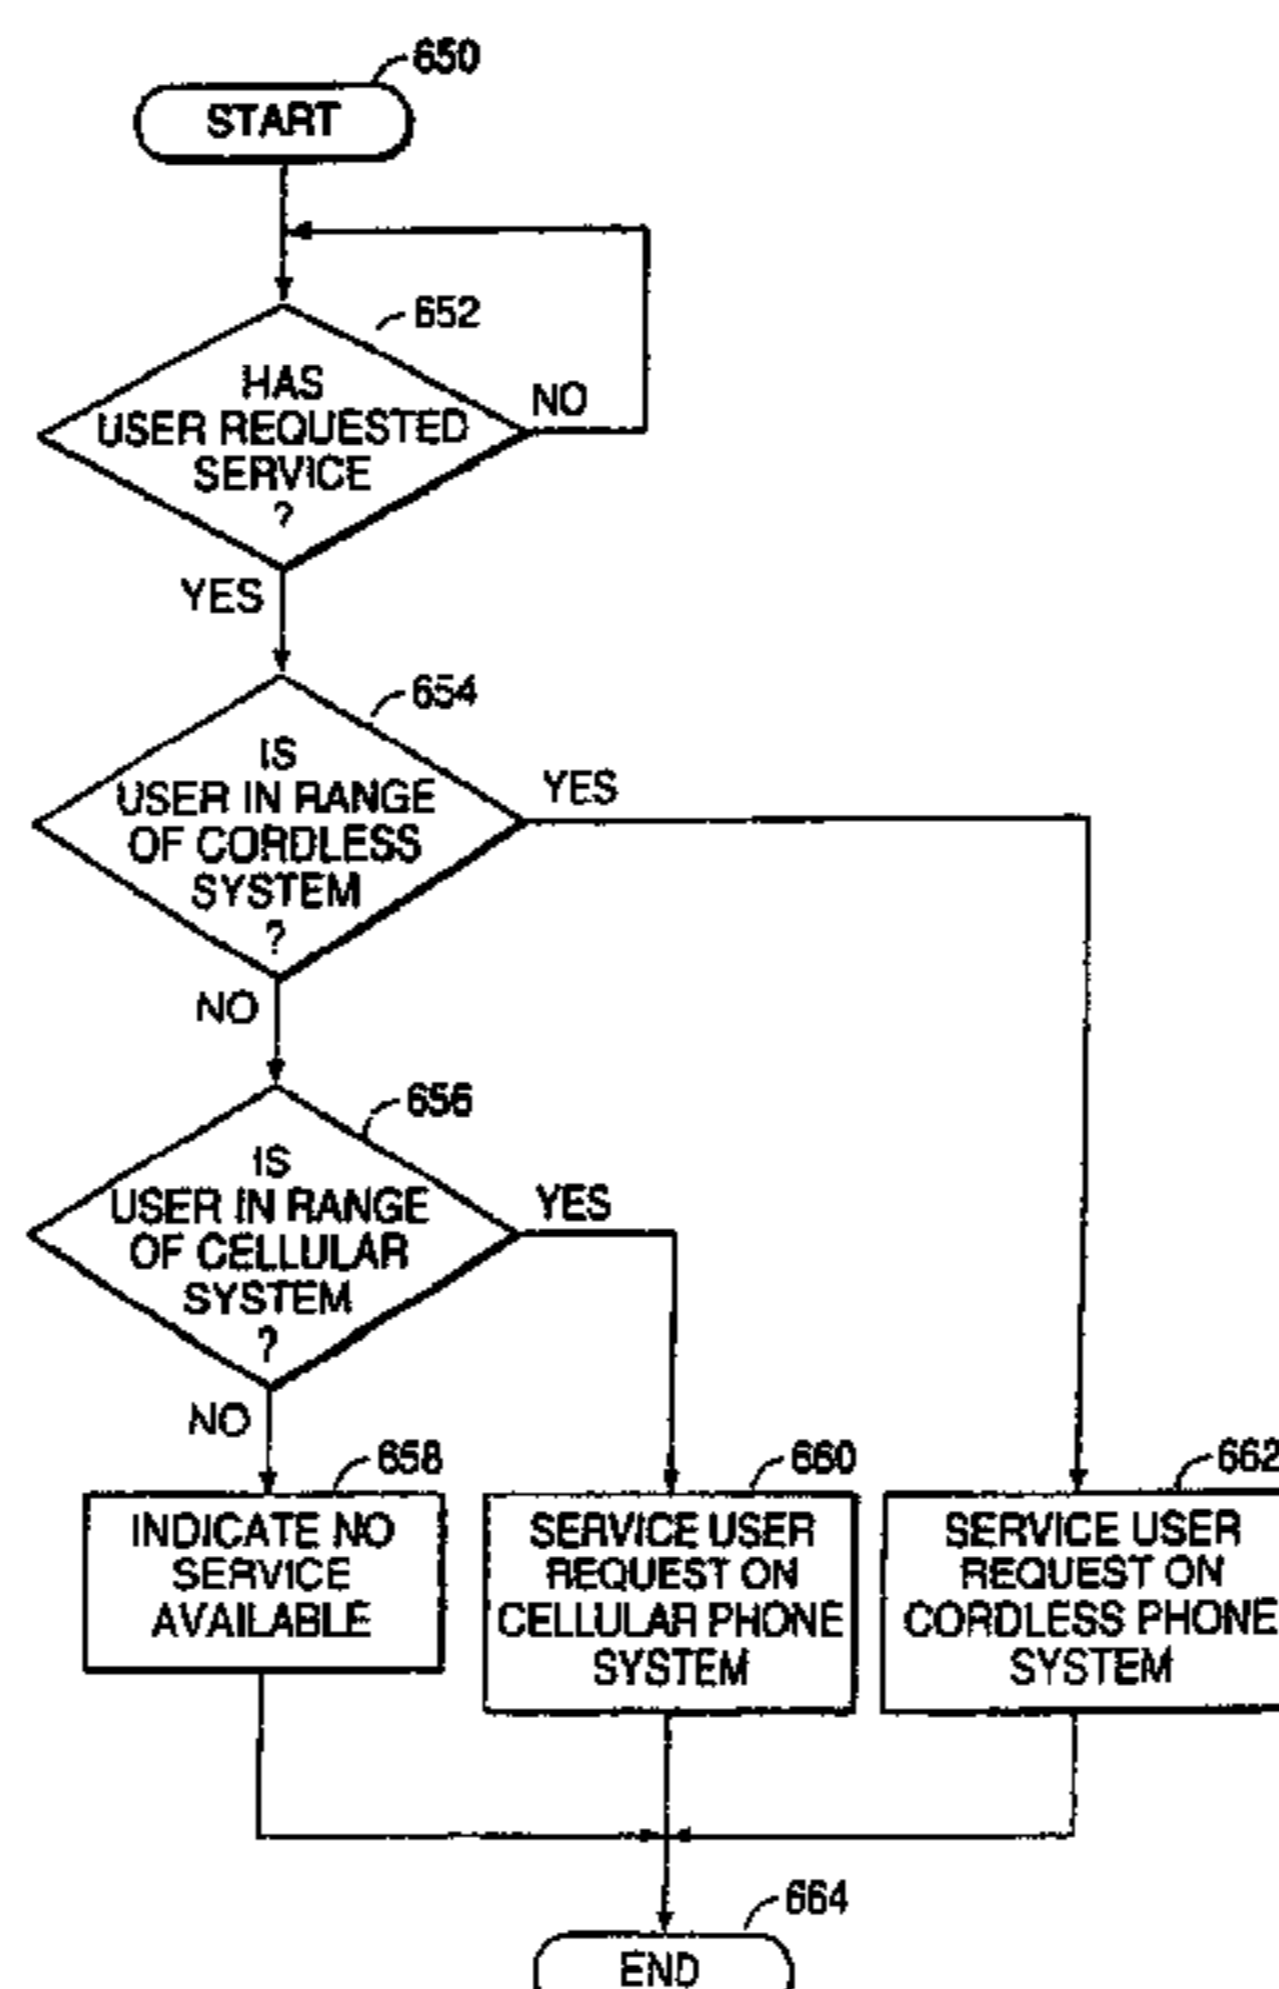 650
START
652
HAS
USER REQUESTED
SERVICE
?
NO
YES
654
IS
USER IN RANGE
OF CORDLESS
SYSTEM
?
YES
NO
656
IS
USER IN RANGE
OF CELLULAR
SYSTEM
?
YES
NO
658
INDICATE NO
SERVICE
AVAILABLE
660
SERVICE USER
REQUEST ON
CELLULAR PHONE
SYSTEM
662
SERVICE USER
REQUEST ON
CORDLESS PHONE
SYSTEM
664
END